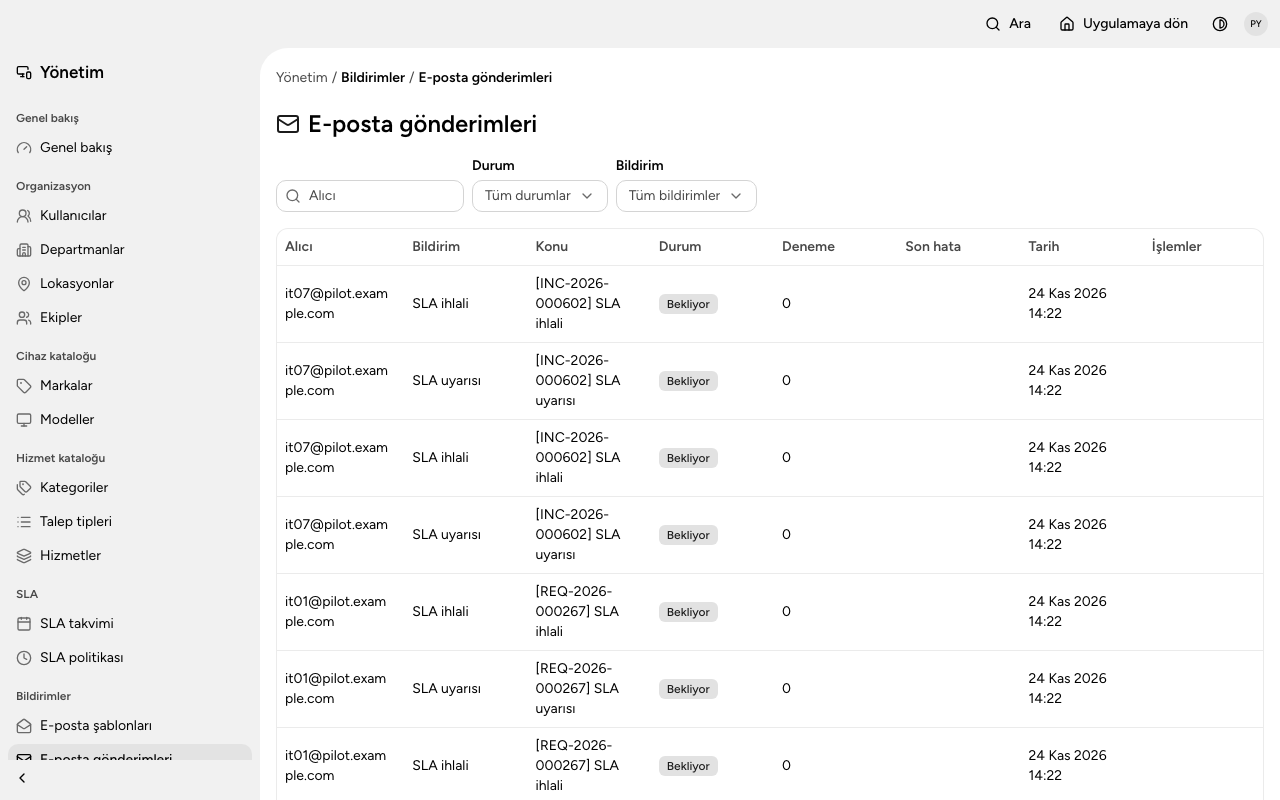 Ara
Uygulamaya dön
PY
Yönetim
Genel bakış
Genel bakış
Organizasyon
Kullanıcılar
Departmanlar
Lokasyonlar
Ekipler
Cihaz kataloğu
Markalar
Modeller
Hizmet kataloğu
Kategoriler
Talep tipleri
Hizmetler
SLA
SLA takvimi
SLA politikası
Bildirimler
E-posta şablonları
E-posta gönderimleri
Yönetim / Bildirimler / E-posta gönderimleri
E-posta gönderimleri
Durum
Bildirim
Alıcı
Tüm durumlar
Tüm bildirimler
Alıcı Bildirim Konu Durum Deneme Son hata Tarih İşlemler
it07@pilot.exam
ple.com
SLA ihlali
[INC-2026-
000602] SLA
ihlali
Bekliyor
0
24 Kas 2026
14:22
it07@pilot.exam
ple.com
SLA uyarısı
[INC-2026-
000602] SLA
uyarısı
Bekliyor
0
24 Kas 2026
14:22
it07@pilot.exam
ple.com
SLA ihlali
[INC-2026-
000602] SLA
ihlali
Bekliyor
0
24 Kas 2026
14:22
it07@pilot.exam
ple.com
SLA uyarısı
[INC-2026-
000602] SLA
uyarısı
Bekliyor
0
24 Kas 2026
14:22
it01@pilot.exam
ple.com
SLA ihlali
[REQ-2026-
000267] SLA
ihlali
Bekliyor
0
24 Kas 2026
14:22
it01@pilot.exam
ple.com
SLA uyarısı
[REQ-2026-
000267] SLA
uyarısı
Bekliyor
0
24 Kas 2026
14:22
it01@pilot.exam
ple.com
SLA ihlali
[REQ-2026-
000267] SLA
ihlali
Bekliyor
0
24 Kas 2026
14:22